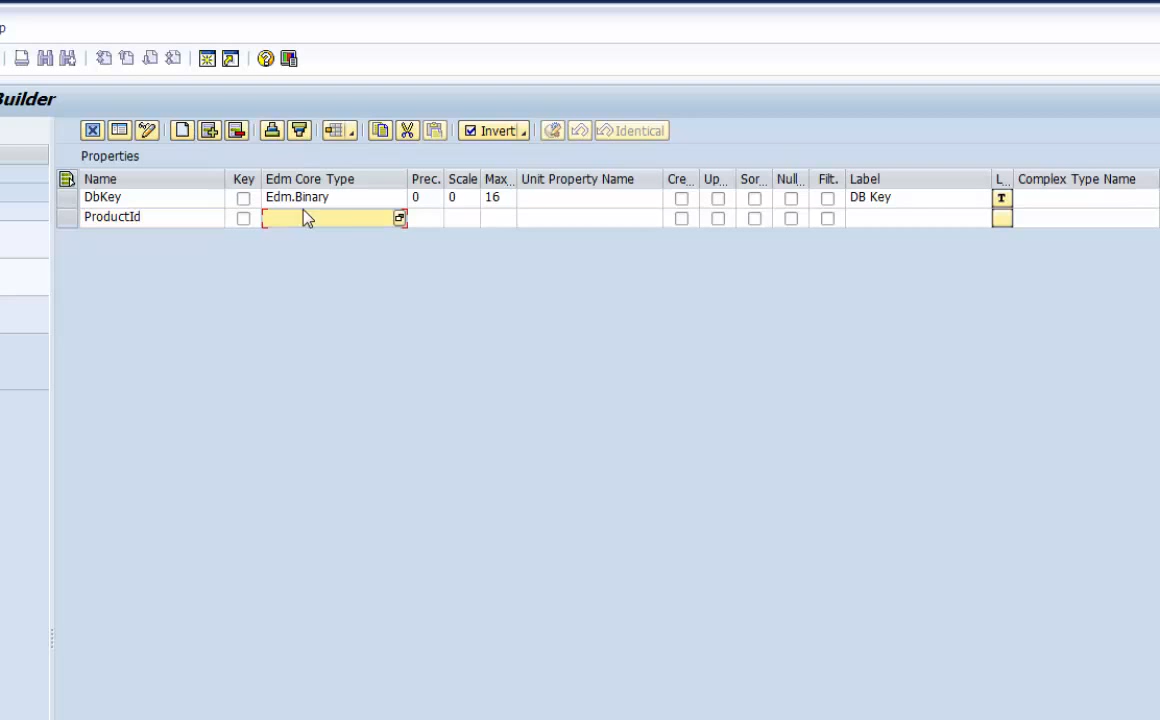 p
Builder
Invert
Identical
Properties
Name Key Edm Core Type Prec. Scale Max... Unit Property Name Cre... Up... Sor... Null... Filt. Label L... Complex Type Name
DbKey Edm.Binary 0 0 16 DB Key T
ProductId